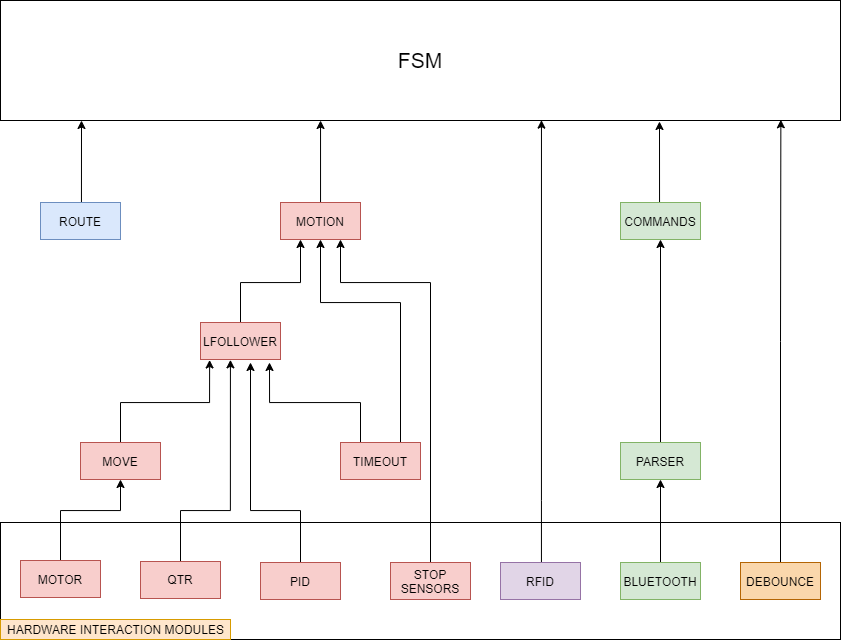 FSM
ROUTE
MOTION
COMMANDS
LFOLLOWER
MOVE
TIMEOUT
PARSER
MOTOR
QTR
PID
STOP
SENSORS
RFID
BLUETOOTH
DEBOUNCE
HARDWARE INTERACTION MODULES